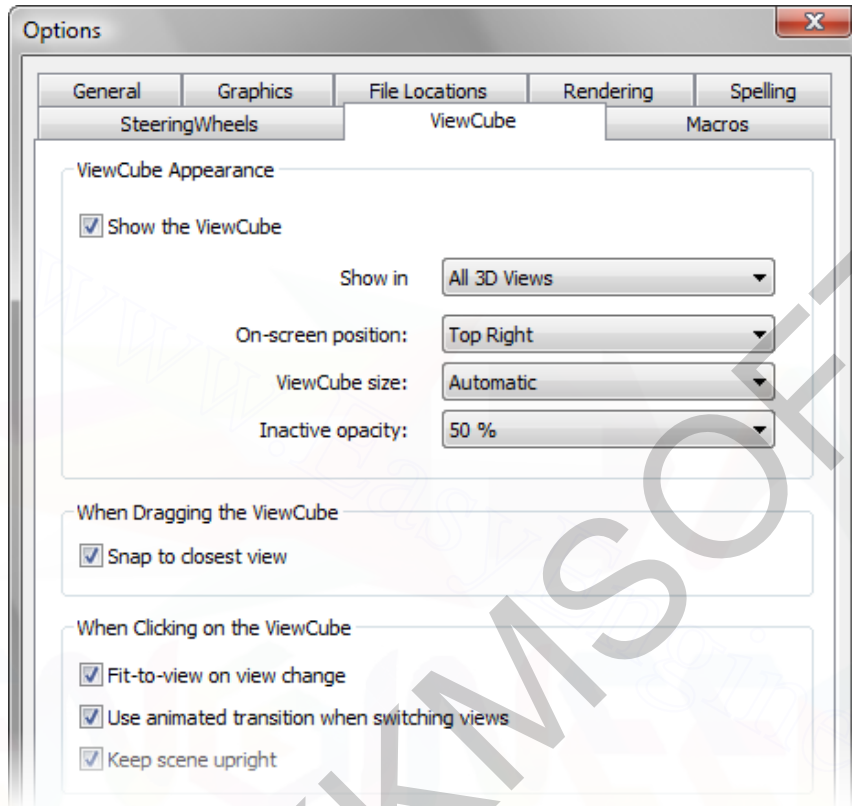 Options
General Graphics File Locations Rendering Spelling
SteeringWheels ViewCube Macros
ViewCube Appearance
Show the ViewCube
Show in All 3D Views
On-screen position: Top Right
ViewCube size: Automatic
Inactive opacity: 50 %
When Dragging the ViewCube
Snap to closest view
When Clicking on the ViewCube
Fit-to-view on view change
Use animated transition when switching views
Keep scene upright